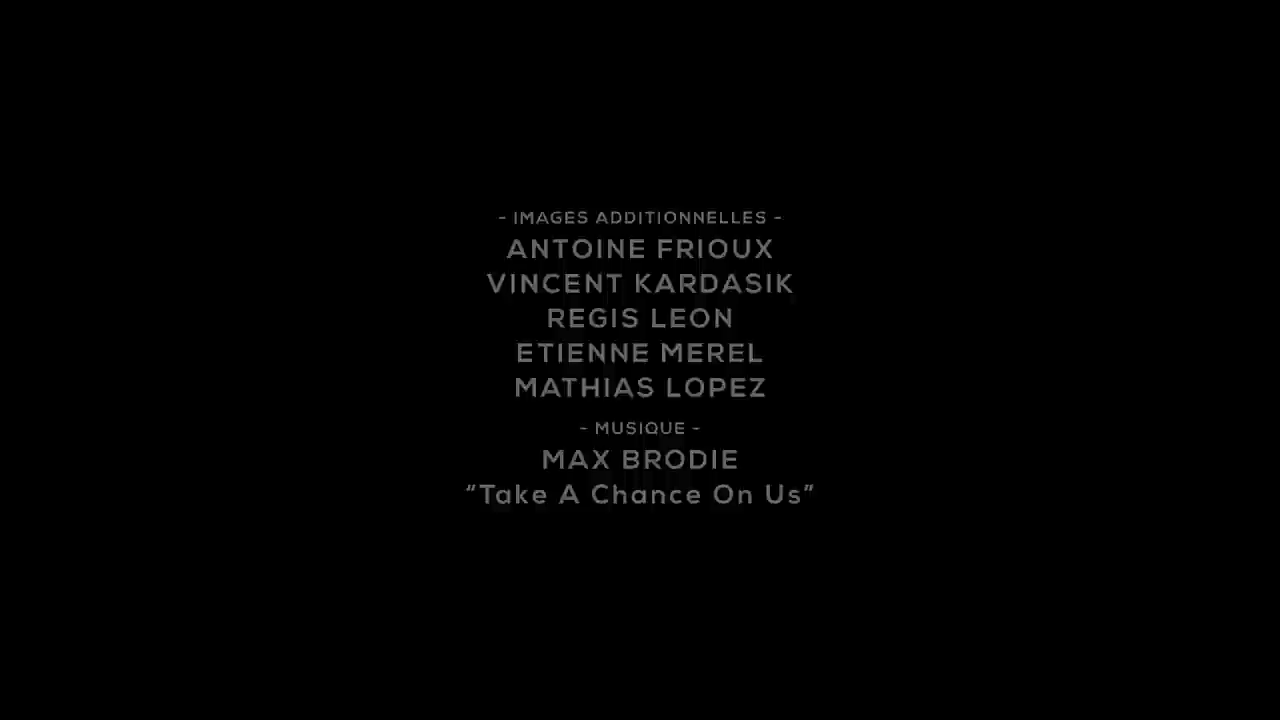 - IMAGES ADDITIONNELLES -
ANTOINE FRIOUX
VINCENT KARDASIK
REGIS LEON
ETIENNE MEREL
MATHIAS LOPEZ
- MUSIQUE -
MAX BRODIE
“Take A Chance On Us”